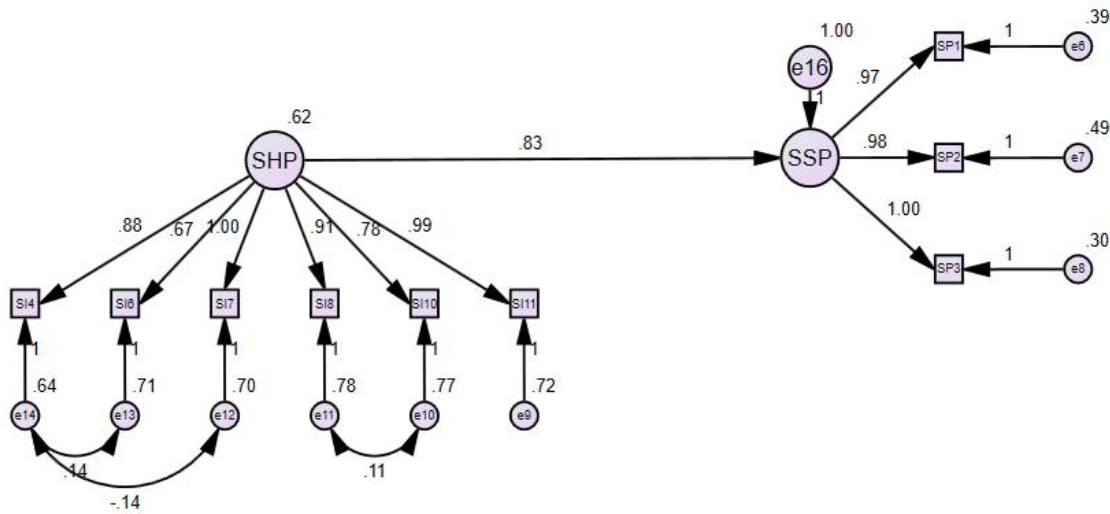 1.00
.39
e16
SP1
1
e6
.97
1
.62
.49
SHP
.83
SSP
.98
SP2
1
e7
.88
.67
1.00
.91
.78
.99
1.00
.30
SP3
1
e8
SI4
SI6
SI7
SI8
SI10
SI11
1
1
1
1
1
1
.64
.71
.70
.78
.77
.72
e14
e13
e12
e11
e10
e9
.14
.11
-.14